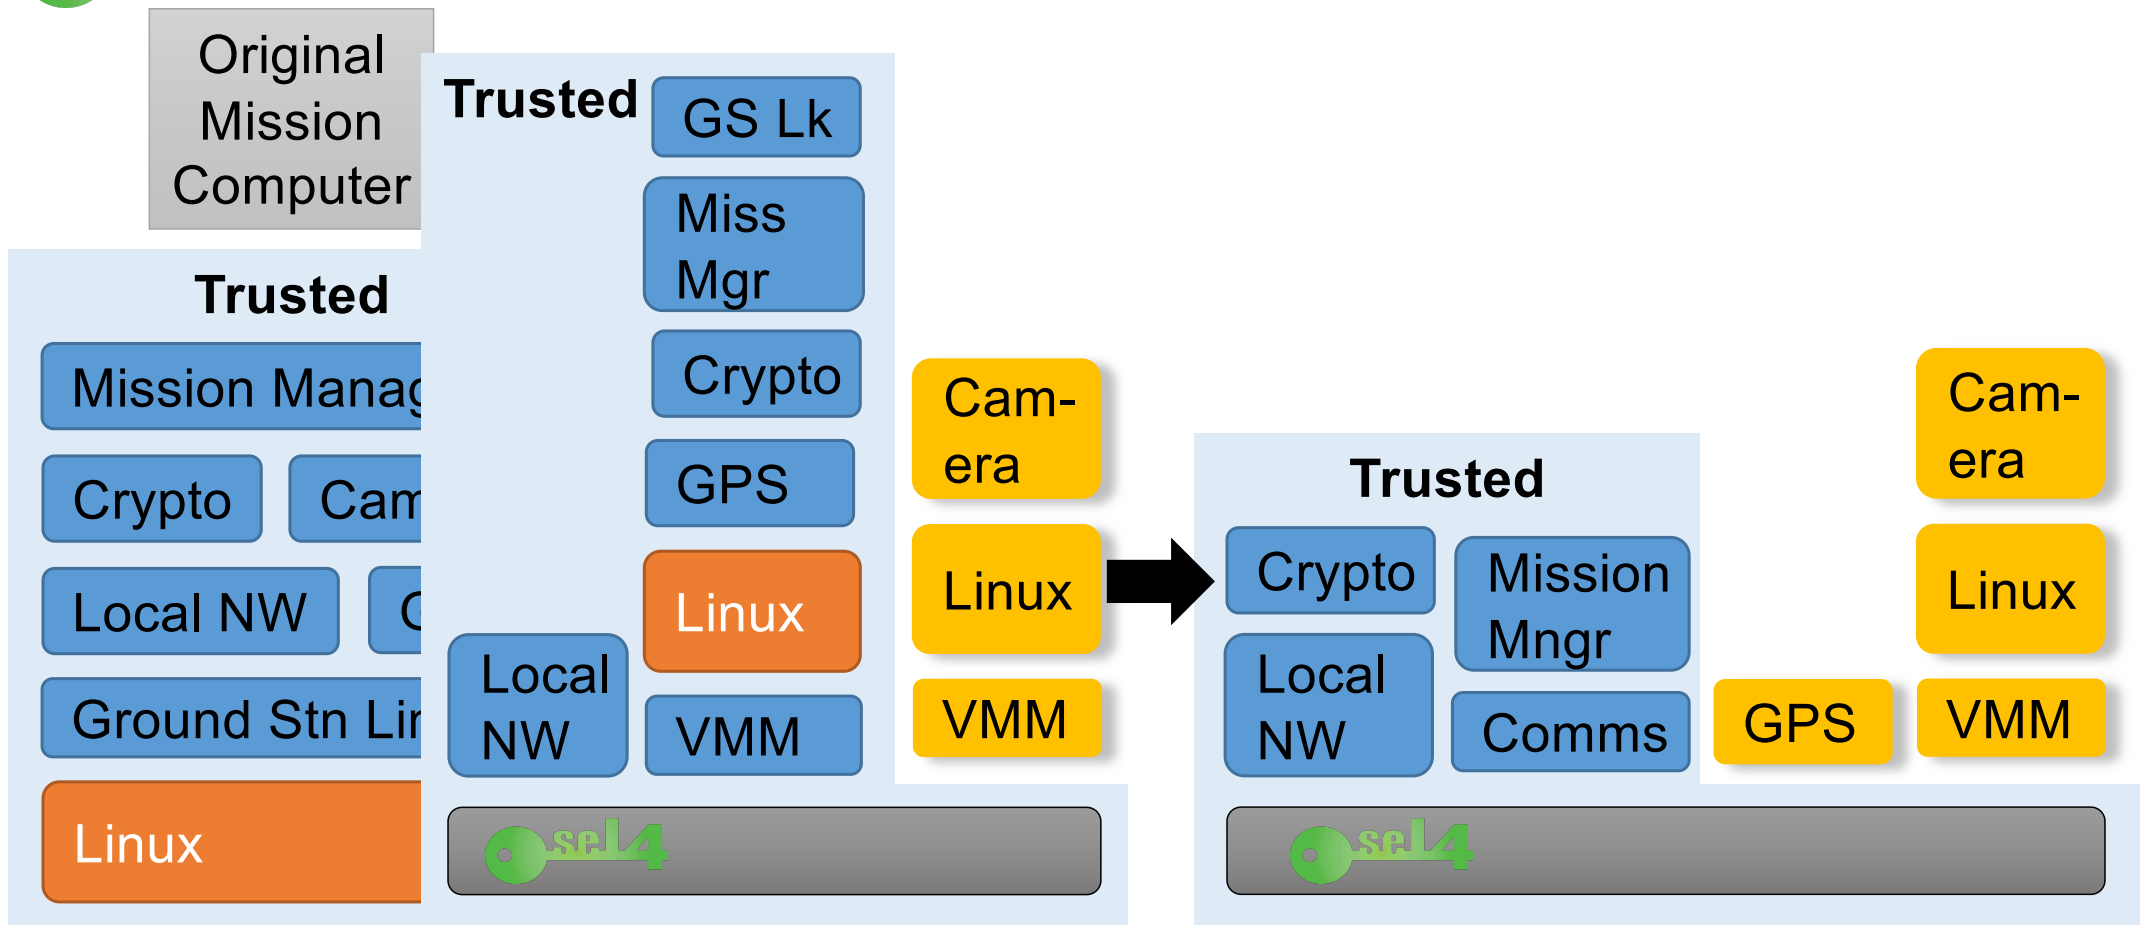 Original
Mission
Computer
Trusted
Mission Manag
Crypto
Cam
Local NW
G
Ground Stn Lin
Linux
Trusted
GS Lk
Miss
Mgr
Crypto
GPS
Linux
Local
NW
VMM
seL4
Cam-
era
Linux
VMM
Trusted
Crypto
Mission
Mngr
Local
NW
Comms
GPS
Cam-
era
Linux
VMM
seL4